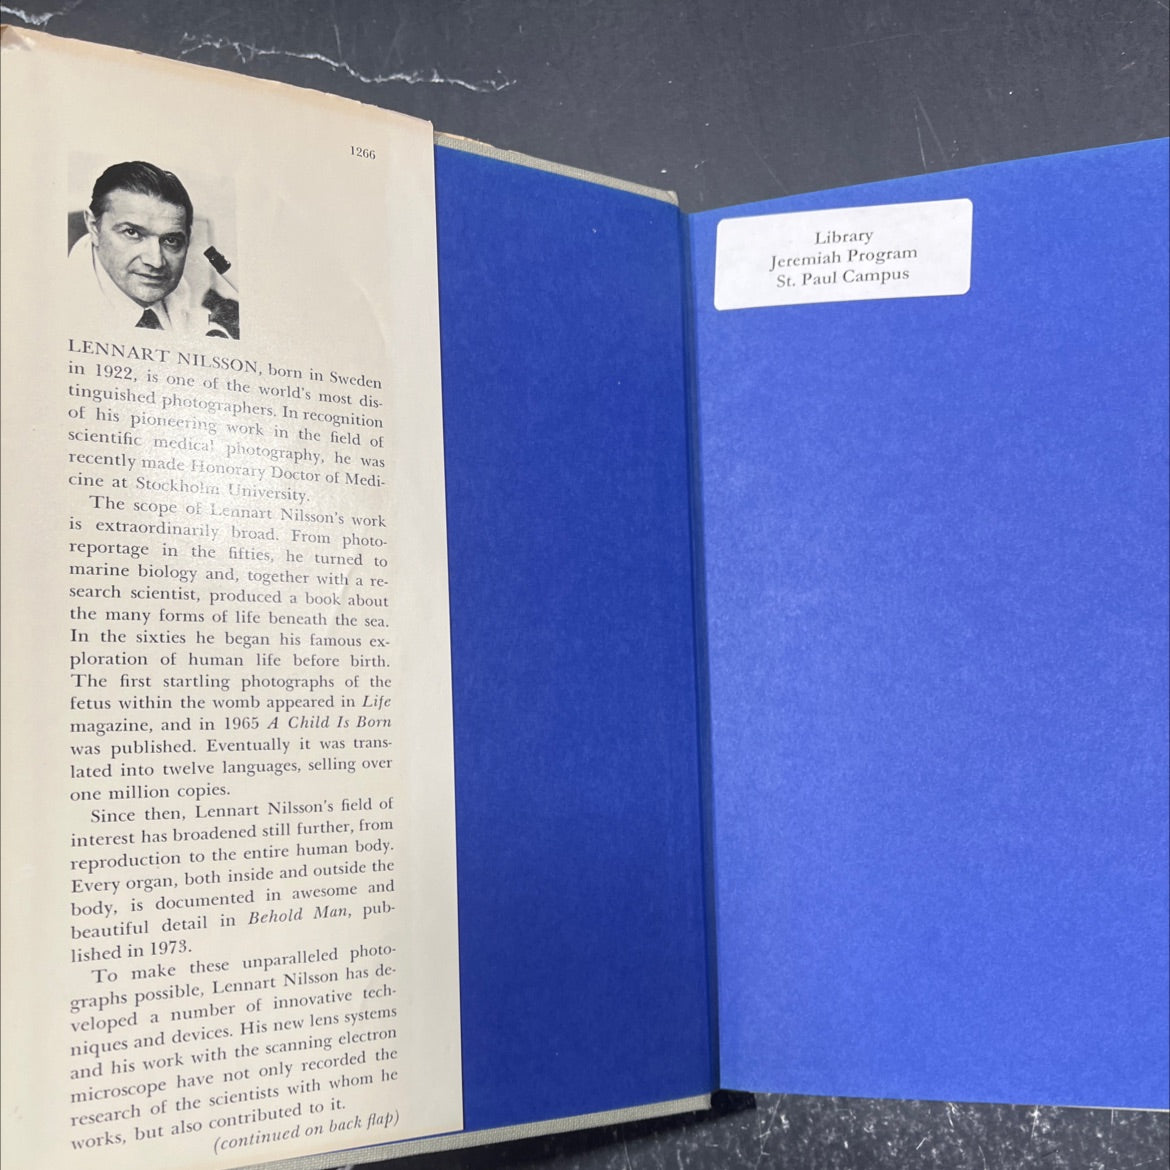 1266
LENNART NILSSON, born in Sweden
in 1922, is one of the world's most dis-
tinguished photographers. In recognition
of his pioneering work in the field of
scientific medical photography, he was
recently made Honorary Doctor of Medi-
cine at Stockholm University.
The scope of Lennart Nilsson's work
is extraordinarily broad. From photo-
reportage in the fifties, he turned to
marine biology and, together with a re-
search scientist, produced a book about
the many forms of life beneath the sea.
In the sixties he began his famous ex-
ploration of human life before birth.
The first startling photographs of the
fetus within the womb appeared in Life
magazine, and in 1965 A Child Is Born
was published. Eventually it was trans-
lated into twelve languages, selling over
one million copies.
Since then, Lennart Nilsson's field of
interest has broadened still further, from
reproduction to the entire human body.
Every organ, both inside and outside the
body, is documented in awesome and
beautiful detail in Behold Man, pub-
lished in 1973.
To make these unparalleled photo-
graphs possible, Lennart Nilsson has de-
veloped a number of innovative tech-
niques and devices. His new lens systems
and his work with the scanning electron
microscope have not only recorded the
research of the scientists with whom he
works, but also contributed to it.
(continued on back flap)
Library
Jeremiah Program
St. Paul Campus